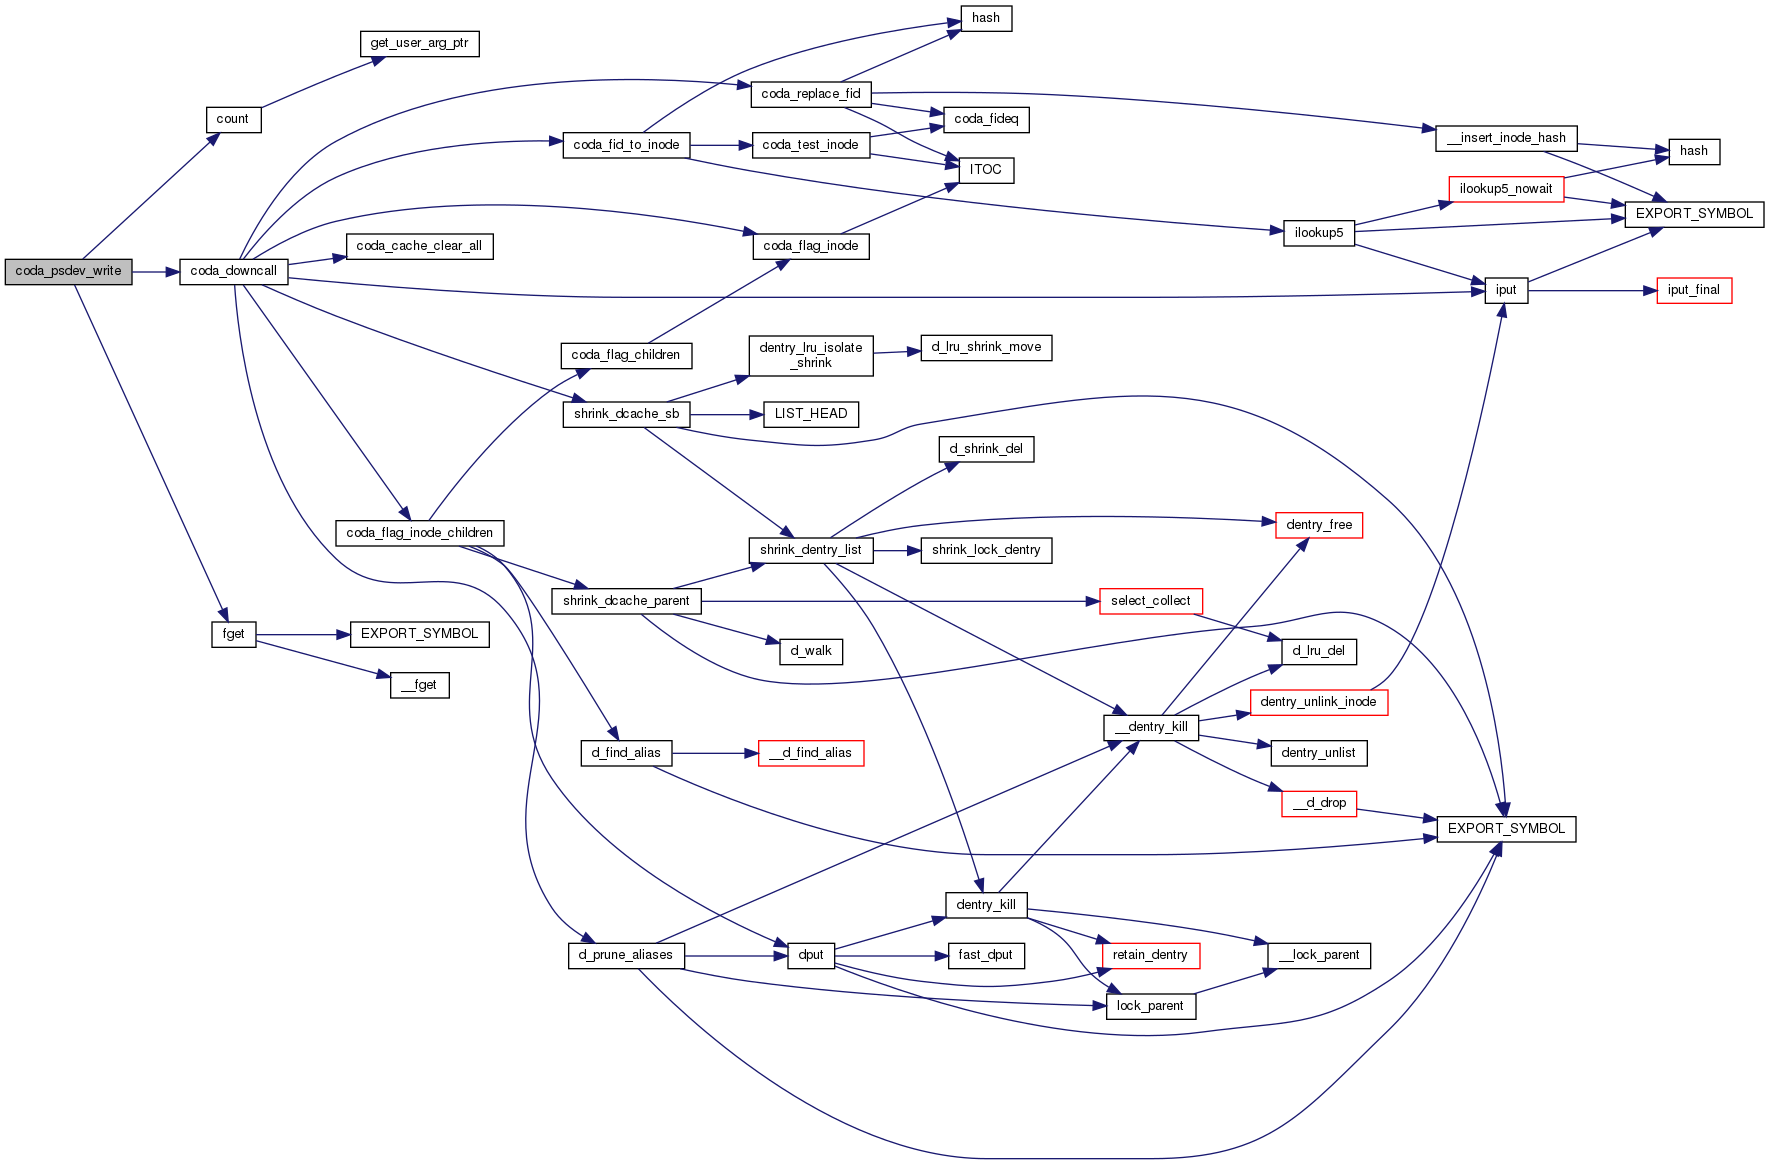 hash
get_user_arg_ptr
coda_replace_fid
count
coda_fideq
__insert_inode_hash
coda_fid_to_inode
coda_test_inode
hash
ITOC
ilookup5_nowait
EXPORT_SYMBOL
ilookup5
coda_cache_clear_all
coda_flag_inode
coda_psdev_write
coda_downcall
iput
iput_final
coda_flag_children
dentry_lru_isolate
_shrink
d_lru_shrink_move
shrink_dcache_sb
LIST_HEAD
d_shrink_del
coda_flag_inode_children
dentry_free
shrink_dentry_list
shrink_lock_dentry
shrink_dcache_parent
select_collect
fget
EXPORT_SYMBOL
d_walk
d_lru_del
__fget
dentry_unlink_inode
__dentry_kill
d_find_alias
__d_find_alias
dentry_unlist
__d_drop
EXPORT_SYMBOL
dentry_kill
d_prune_aliases
dput
fast_dput
retain_dentry
__lock_parent
lock_parent